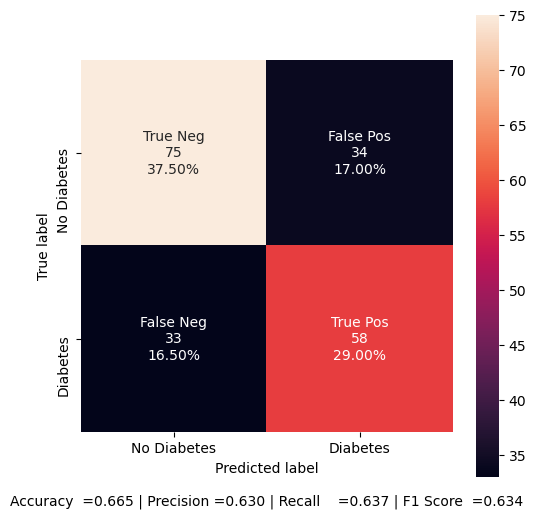 True Neg
75
37.50%
False Pos
34
17.00%
False Neg
33
16.50%
True Pos
58
29.00%
No Diabetes
Diabetes
True label
No Diabetes
Diabetes
Predicted label
75
70
65
60
55
50
45
40
35
Accuracy =0.665 | Precision =0.630 | Recall =0.637 | F1 Score =0.634